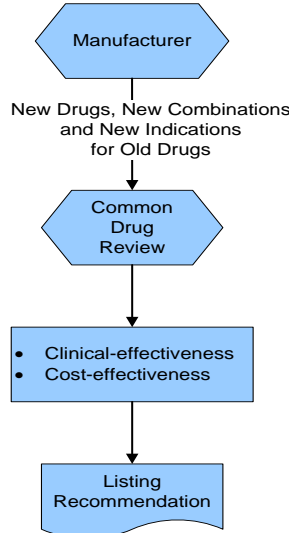 Manufacturer
New Drugs, New Combinations
and New Indications
for Old Drugs
Common
Drug
Review
• Clinical-effectiveness
• Cost-effectiveness
Listing
Recommendation